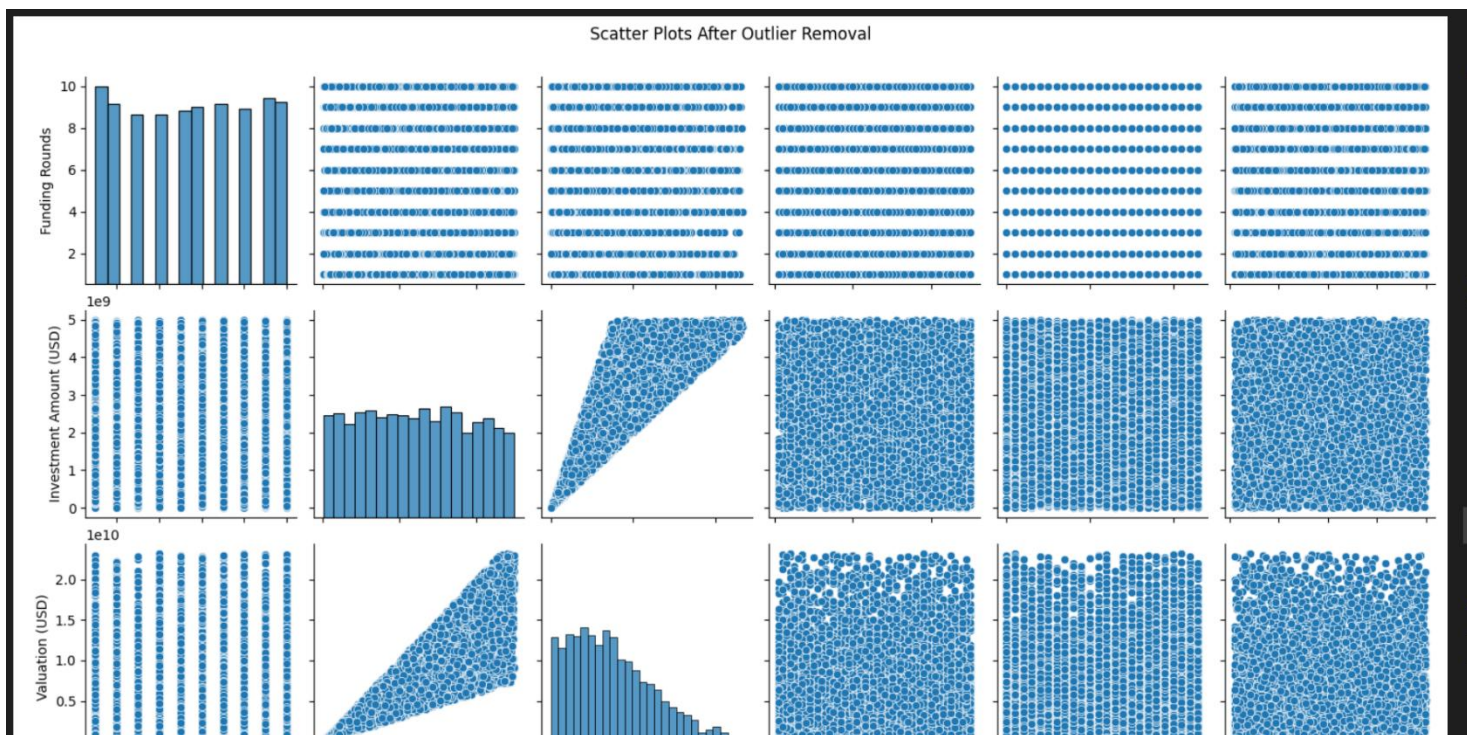 Scatter Plots After Outlier Removal
10
8
6
4
2
Funding Rounds
1e9
5
4
3
2
1
0
Investment Amount (USD)
1e10
2.0
1.5
1.0
0.5
Valuation (USD)